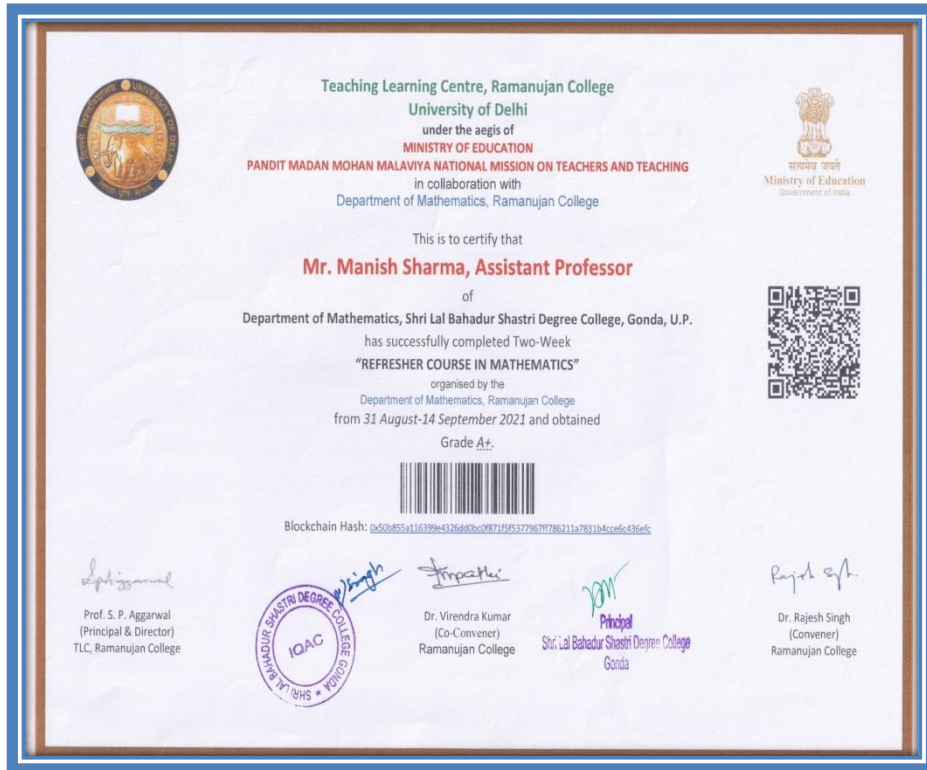 Teaching Learning Centre, Ramanujan College
University of Delhi
under the aegis of
MINISTRY OF EDUCATION
PANDIT MADAN MOHAN MALAVIYA NATIONAL MISSION ON TEACHERS AND TEACHING
in collaboration with
Department of Mathematics, Ramanujan College
UNIVERSITY OF DELHI
सत्यमेव जयते
Ministry of Education
Government of India
This is to certify that
Mr. Manish Sharma, Assistant Professor
of
Department of Mathematics, Shri Lal Bahadur Shastri Degree College, Gonda, U.P.
has successfully completed Two-Week
“REFRESHER COURSE IN MATHEMATICS”
organised by the
Department of Mathematics, Ramanujan College
from 31 August-14 September 2021 and obtained
Grade A+.
Blockchain Hash: 0x50b855a116399e4326dd0bc0f871f5f5377967ff786211a7831b4cce6c436efc
Prof. S. P. Aggarwal
(Principal & Director)
TLC, Ramanujan College
SHRI LAL BAHADUR SHASTRI DEGREE COLLEGE GONDA
IQAC
Dr. Virendra Kumar
(Co-Convener)
Ramanujan College
Principal
Shri Lal Bahadur Shastri Degree College
Gonda
Rajesh Singh
Dr. Rajesh Singh
(Convener)
Ramanujan College